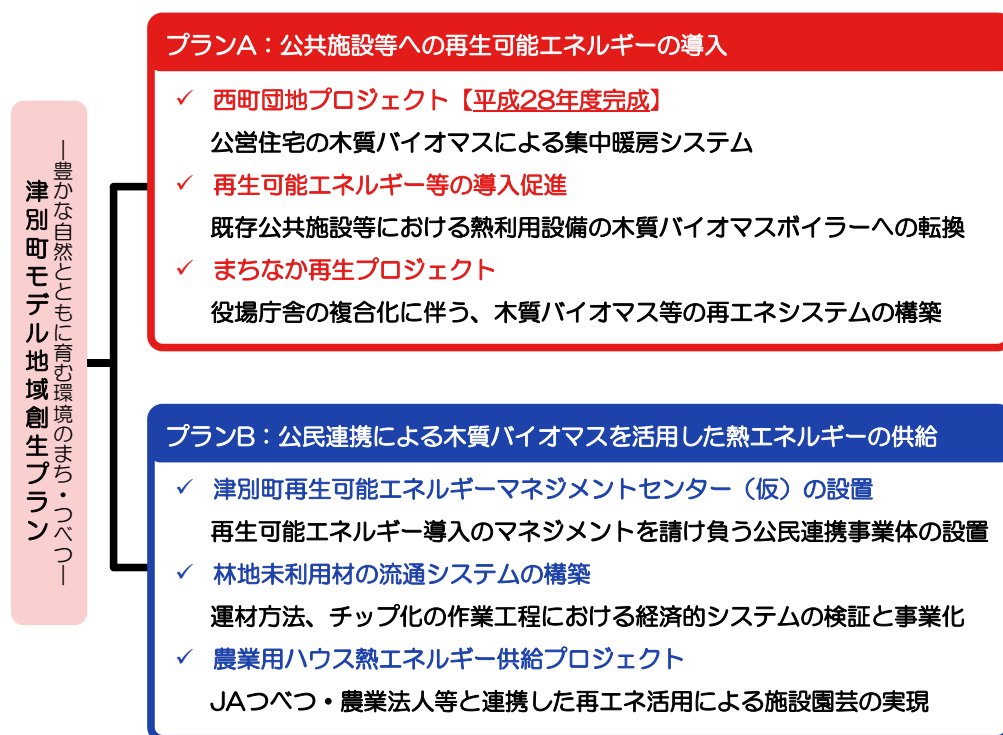 津別町モデル地域創生プラン
―豊かな自然とともに育む環境のまち・つべつ―
プランA：公共施設等への再生可能エネルギーの導入
✓ 西町団地プロジェクト【平成28年度完成】
公営住宅の木質バイオマスによる集中暖房システム
✓ 再生可能エネルギー等の導入促進
既存公共施設等における熱利用設備の木質バイオマスボイラーへの転換
✓ まちなか再生プロジェクト
役場庁舎の複合化に伴う、木質バイオマス等の再エネシステムの構築
プランB：公民連携による木質バイオマスを活用した熱エネルギーの供給
✓ 津別町再生可能エネルギーマネジメントセンター（仮）の設置
再生可能エネルギー導入のマネジメントを請け負う公民連携事業体の設置
✓ 林地未利用材の流通システムの構築
運材方法、チップ化の作業工程における経済的システムの検証と事業化
✓ 農業用ハウス熱エネルギー供給プロジェクト
JAつべつ・農業法人等と連携した再エネ活用による施設園芸の実現